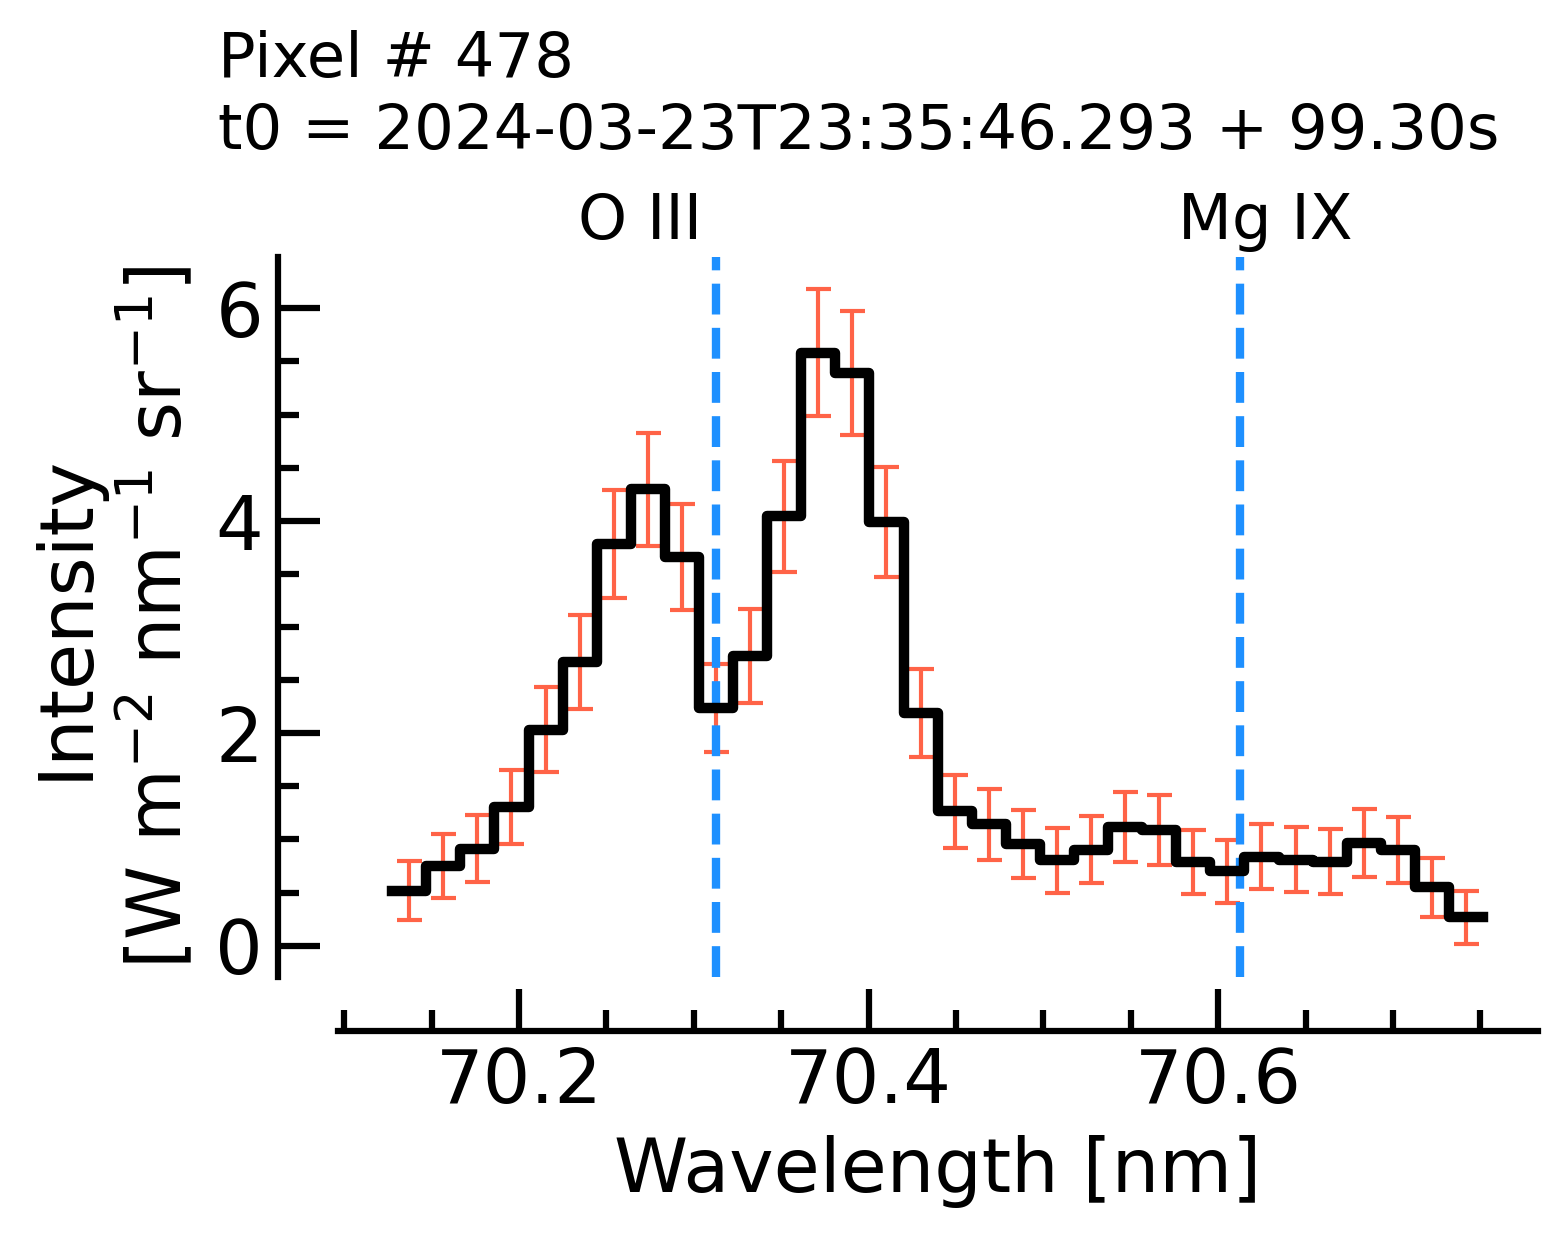 Pixel # 478
t0 = 2024-03-23T23:35:46.293 + 99.30s
O III
Mg IX
Intensity
[W m⁻² nm⁻¹ sr⁻¹]
6
4
2
0
70.2
70.4
70.6
Wavelength [nm]